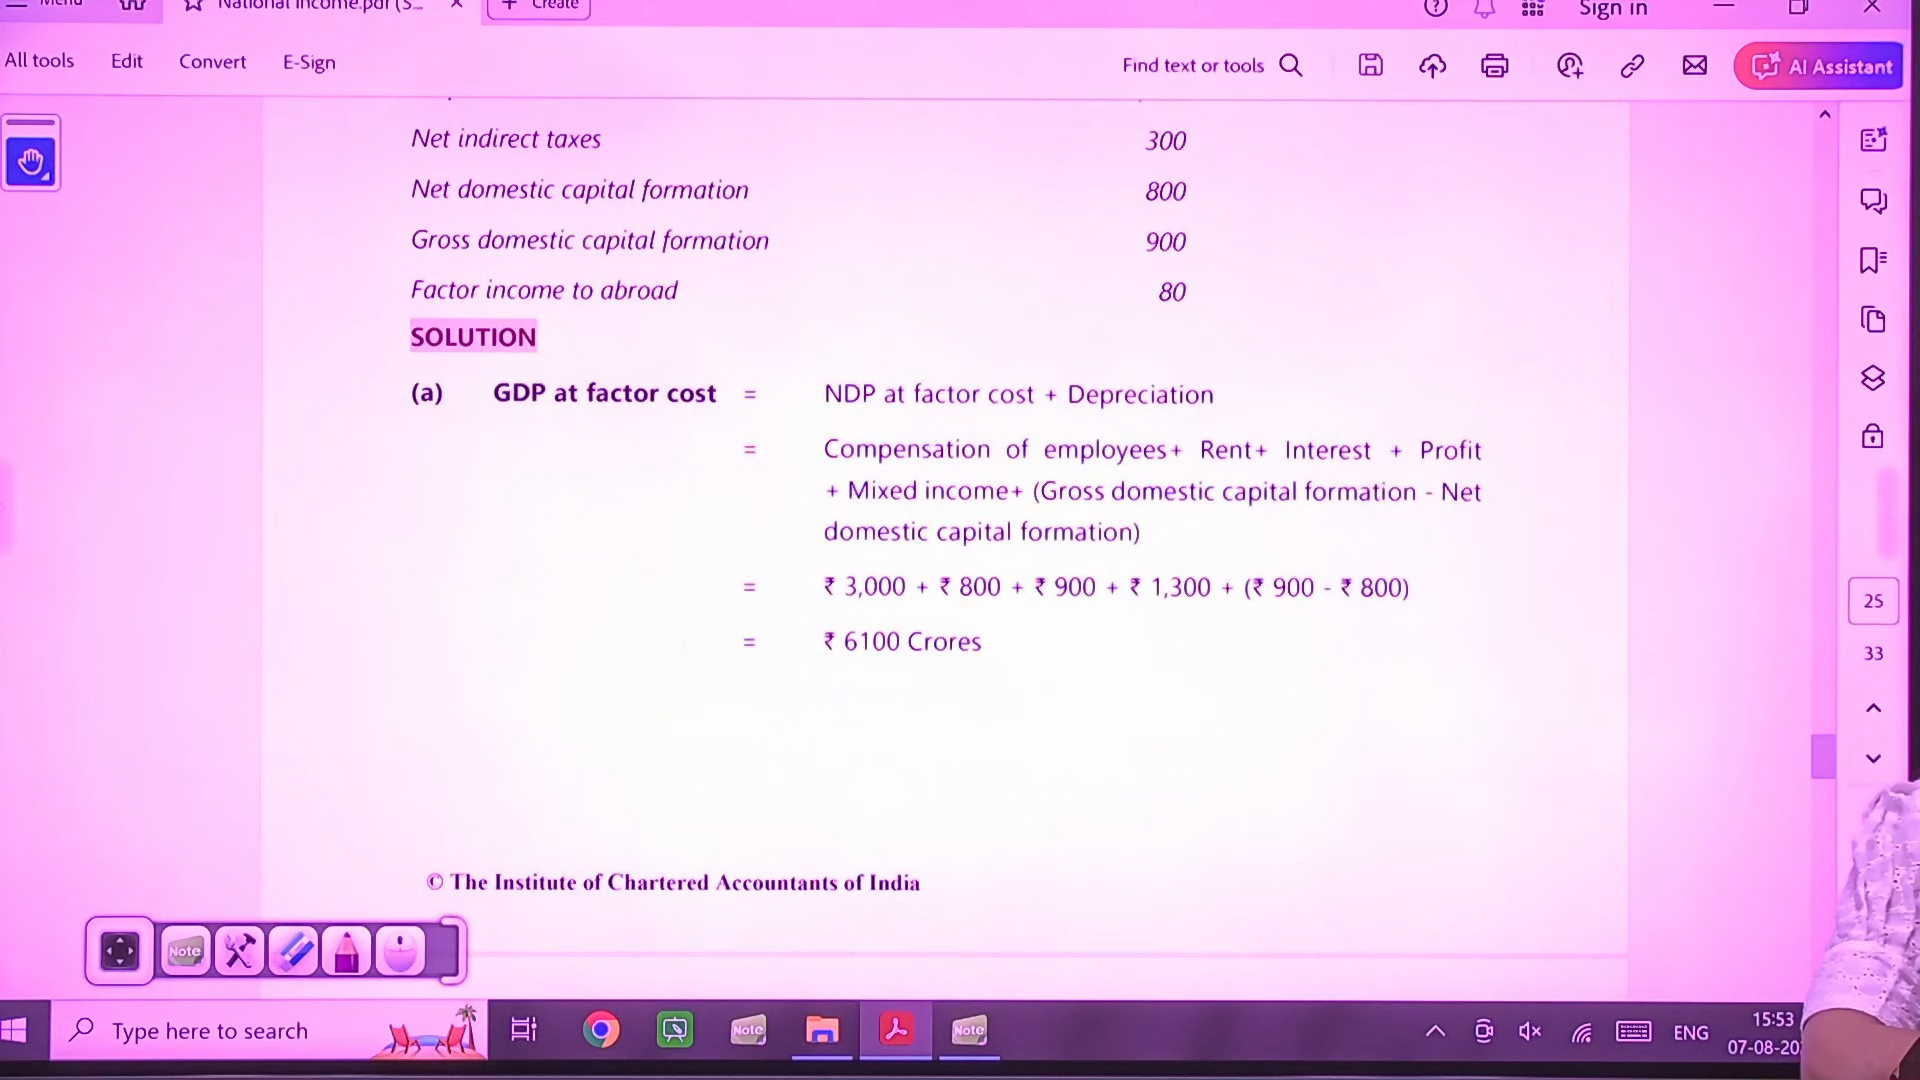 Menu National Income.pdf (S... × + Create Sign in
All tools Edit Convert E-Sign Find text or tools AI Assistant
Net indirect taxes 300
Net domestic capital formation 800
Gross domestic capital formation 900
Factor income to abroad 80
SOLUTION
(a) GDP at factor cost = NDP at factor cost + Depreciation
= Compensation of employees+ Rent+ Interest + Profit
+ Mixed income+ (Gross domestic capital formation - Net
domestic capital formation)
= ₹ 3,000 + ₹ 800 + ₹ 900 + ₹ 1,300 + (₹ 900 - ₹ 800)
25
= ₹ 6100 Crores
33
© The Institute of Chartered Accountants of India
Note
Type here to search Note Note ENG 15:53
07-08-20